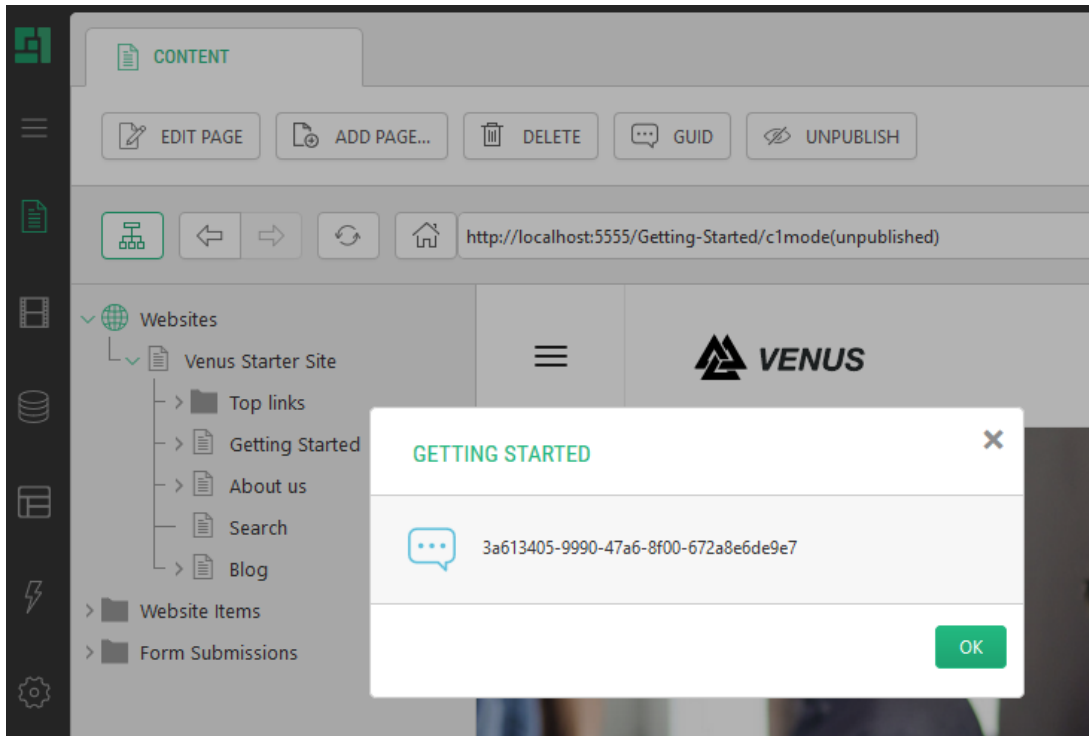 CONTENT
EDIT PAGE ADD PAGE... DELETE GUID UNPUBLISH
http://localhost:5555/Getting-Started/c1mode(unpublished)
Websites
Venus Starter Site
Top links
Getting Started
About us
Search
Blog
Website Items
Form Submissions
VENUS
GETTING STARTED
3a613405-9990-47a6-8f00-672a8e6de9e7
OK